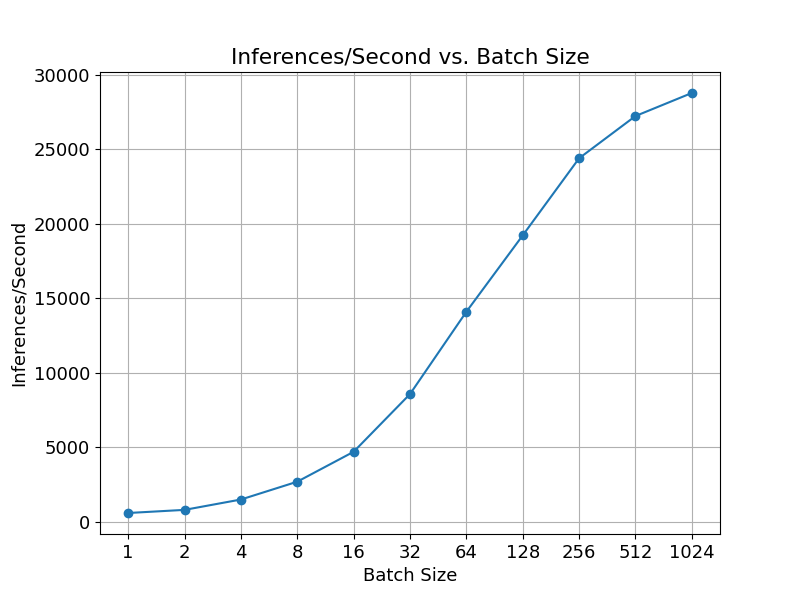 Inferences/Second vs. Batch Size
30000
25000
20000
15000
10000
5000
0
Inferences/Second
1 2 4 8 16 32 64 128 256 512 1024
Batch Size